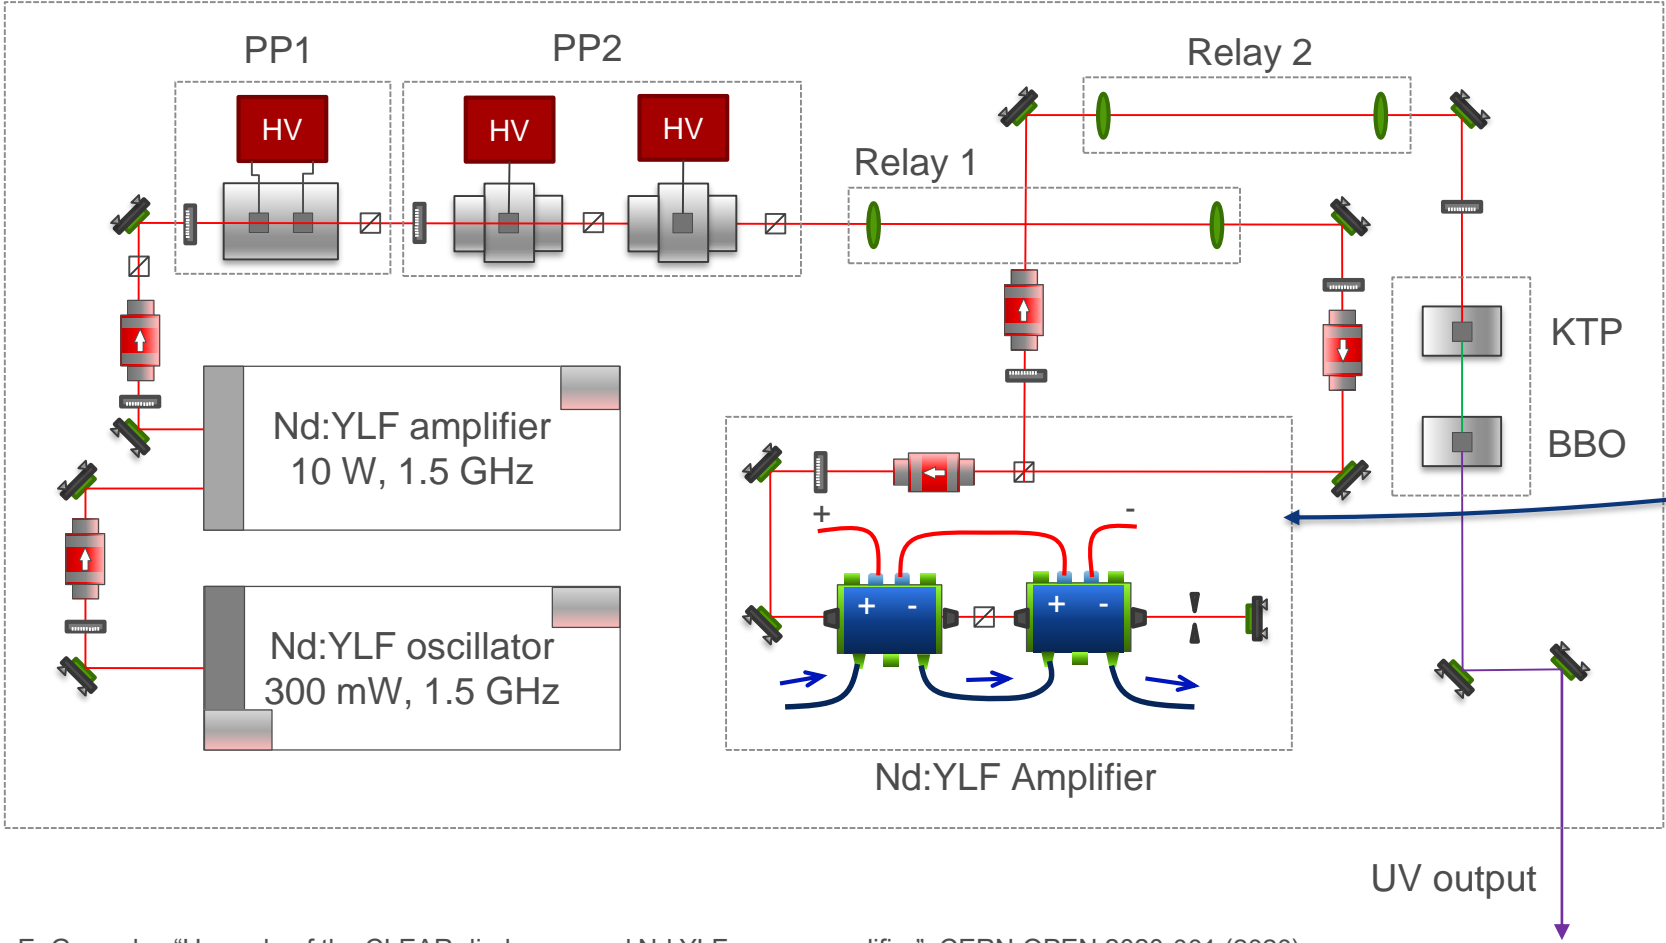 PP1
PP2
Relay 2
HV
HV
HV
Relay 1
KTP
Nd:YLF amplifier
10 W, 1.5 GHz
BBO
+
-
+ -
+ -
Nd:YLF oscillator
300 mW, 1.5 GHz
Nd:YLF Amplifier
UV output